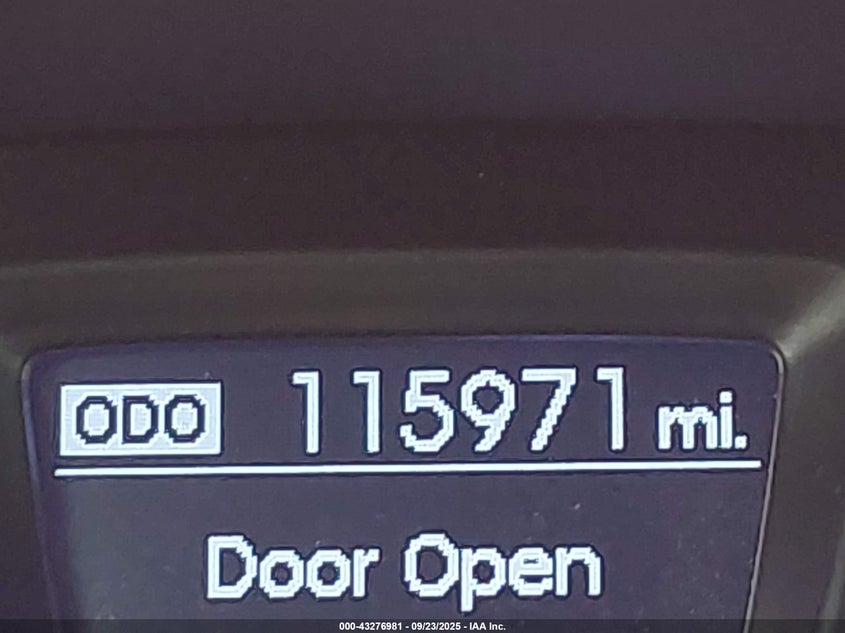 ODO 115971 mi.
Door Open
000-43276981 - 09/23/2025 - IAA Inc.